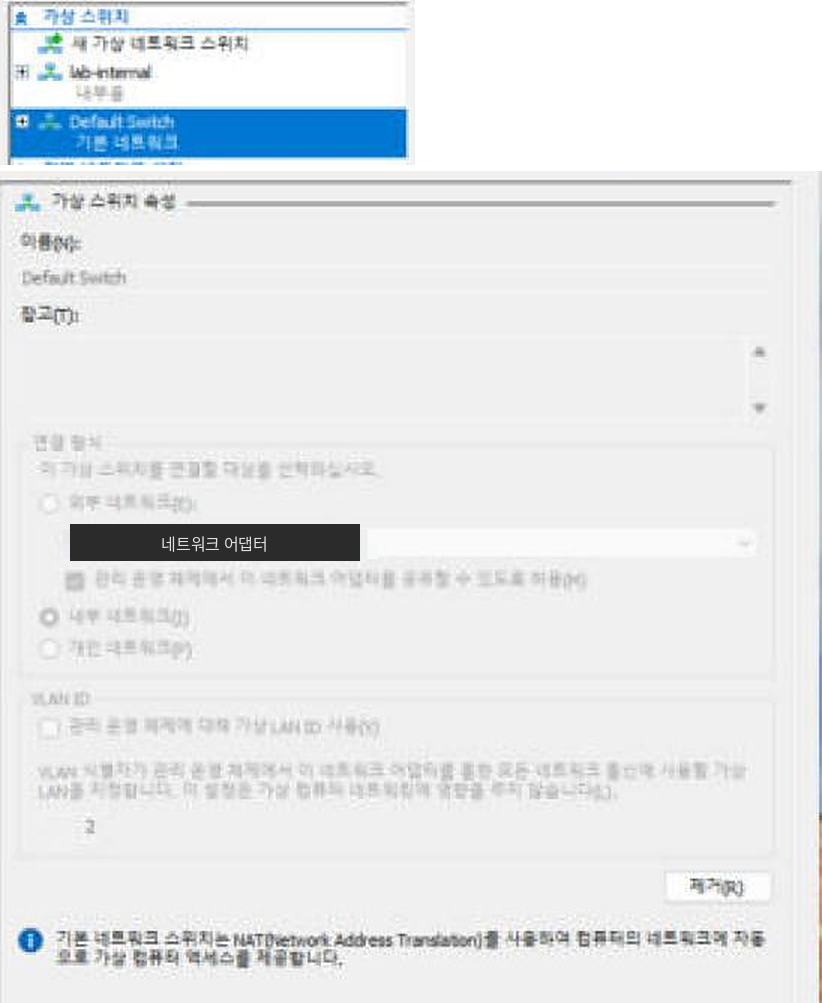 가상 스위치
새 가상 네트워크 스위치
lab-internal
내부용
Default Switch
기본 네트워크
가상 스위치 속성
이름(N):
Default Switch
참고(T):
연결 형식
이 가상 스위치를 연결할 대상을 선택하십시오.
외부 네트워크(E):
네트워크 어댑터
관리 운영 체제에서 이 네트워크 어댑터를 공유할 수 있도록 허용(M)
내부 네트워크(I)
개인 네트워크(P)
VLAN ID
관리 운영 체제에 대해 가상 LAN ID 사용(V)
VLAN 식별자가 관리 운영 체제에서 이 네트워크 어댑터를 통한 모든 네트워크 통신에 사용할 가상
LAN을 지정합니다. 이 설정은 가상 컴퓨터 네트워킹에 영향을 주지 않습니다(L).
2
제거(R)
기본 네트워크 스위치는 NAT(Network Address Translation)를 사용하여 컴퓨터의 네트워크에 자동
으로 가상 컴퓨터 액세스를 제공합니다.